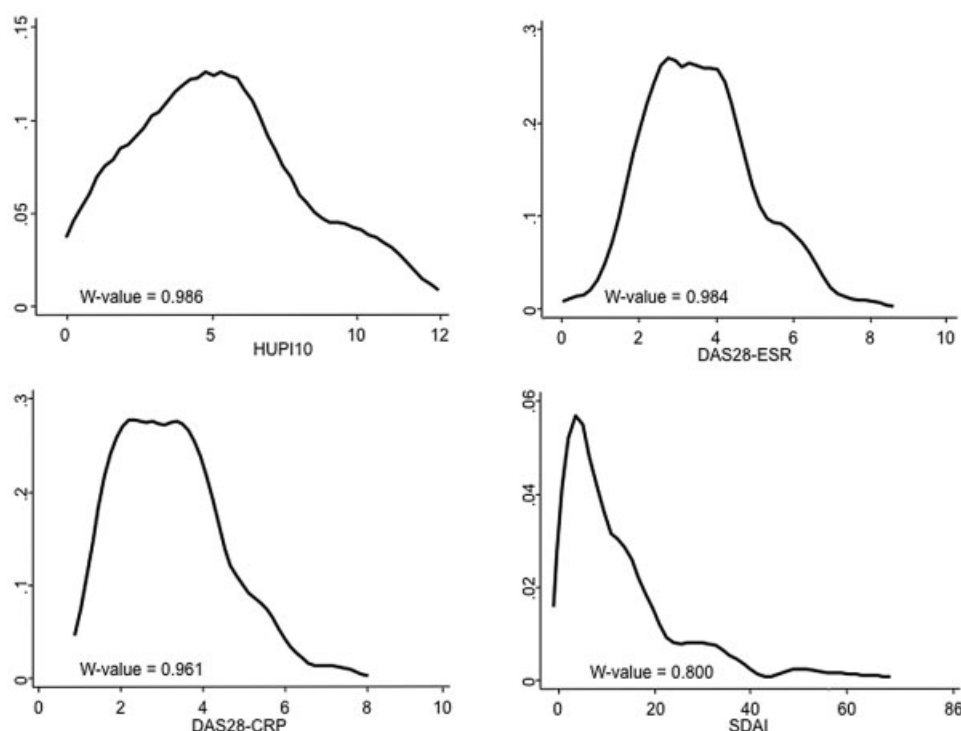 .15
.1
.05
0
W-value = 0.986
0 5 10 12
HUPI10
.3
.2
.1
0
W-value = 0.984
0 2 4 6 8 10
DAS28-ESR
.3
.2
.1
0
W-value = 0.961
0 2 4 6 8 10
DAS28-CRP
.06
.04
.02
0
W-value = 0.800
0 20 40 60 86
SDAI